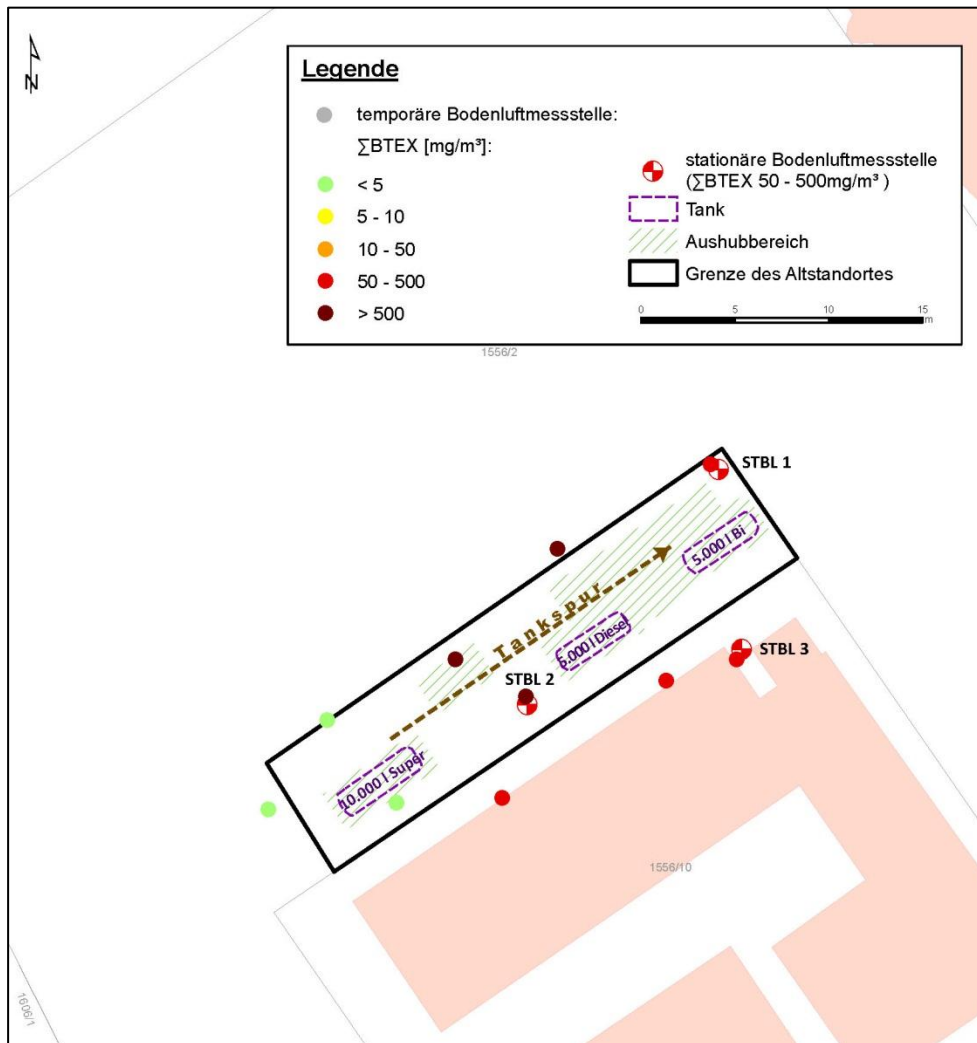 N
Legende
temporäre Bodenluftmessstelle:
∑BTEX [mg/m³]:
< 5
5 - 10
10 - 50
50 - 500
> 500
stationäre Bodenluftmessstelle
(∑BTEX 50 - 500mg/m³ )
Tank
Aushubbereich
Grenze des Altstandortes
0 5 10 15
m
1556/2
STBL 1
5.000 l Bi
Tankspur
5.000 l Diesel
STBL 3
STBL 2
10.000 l Super
1556/10
1606/1